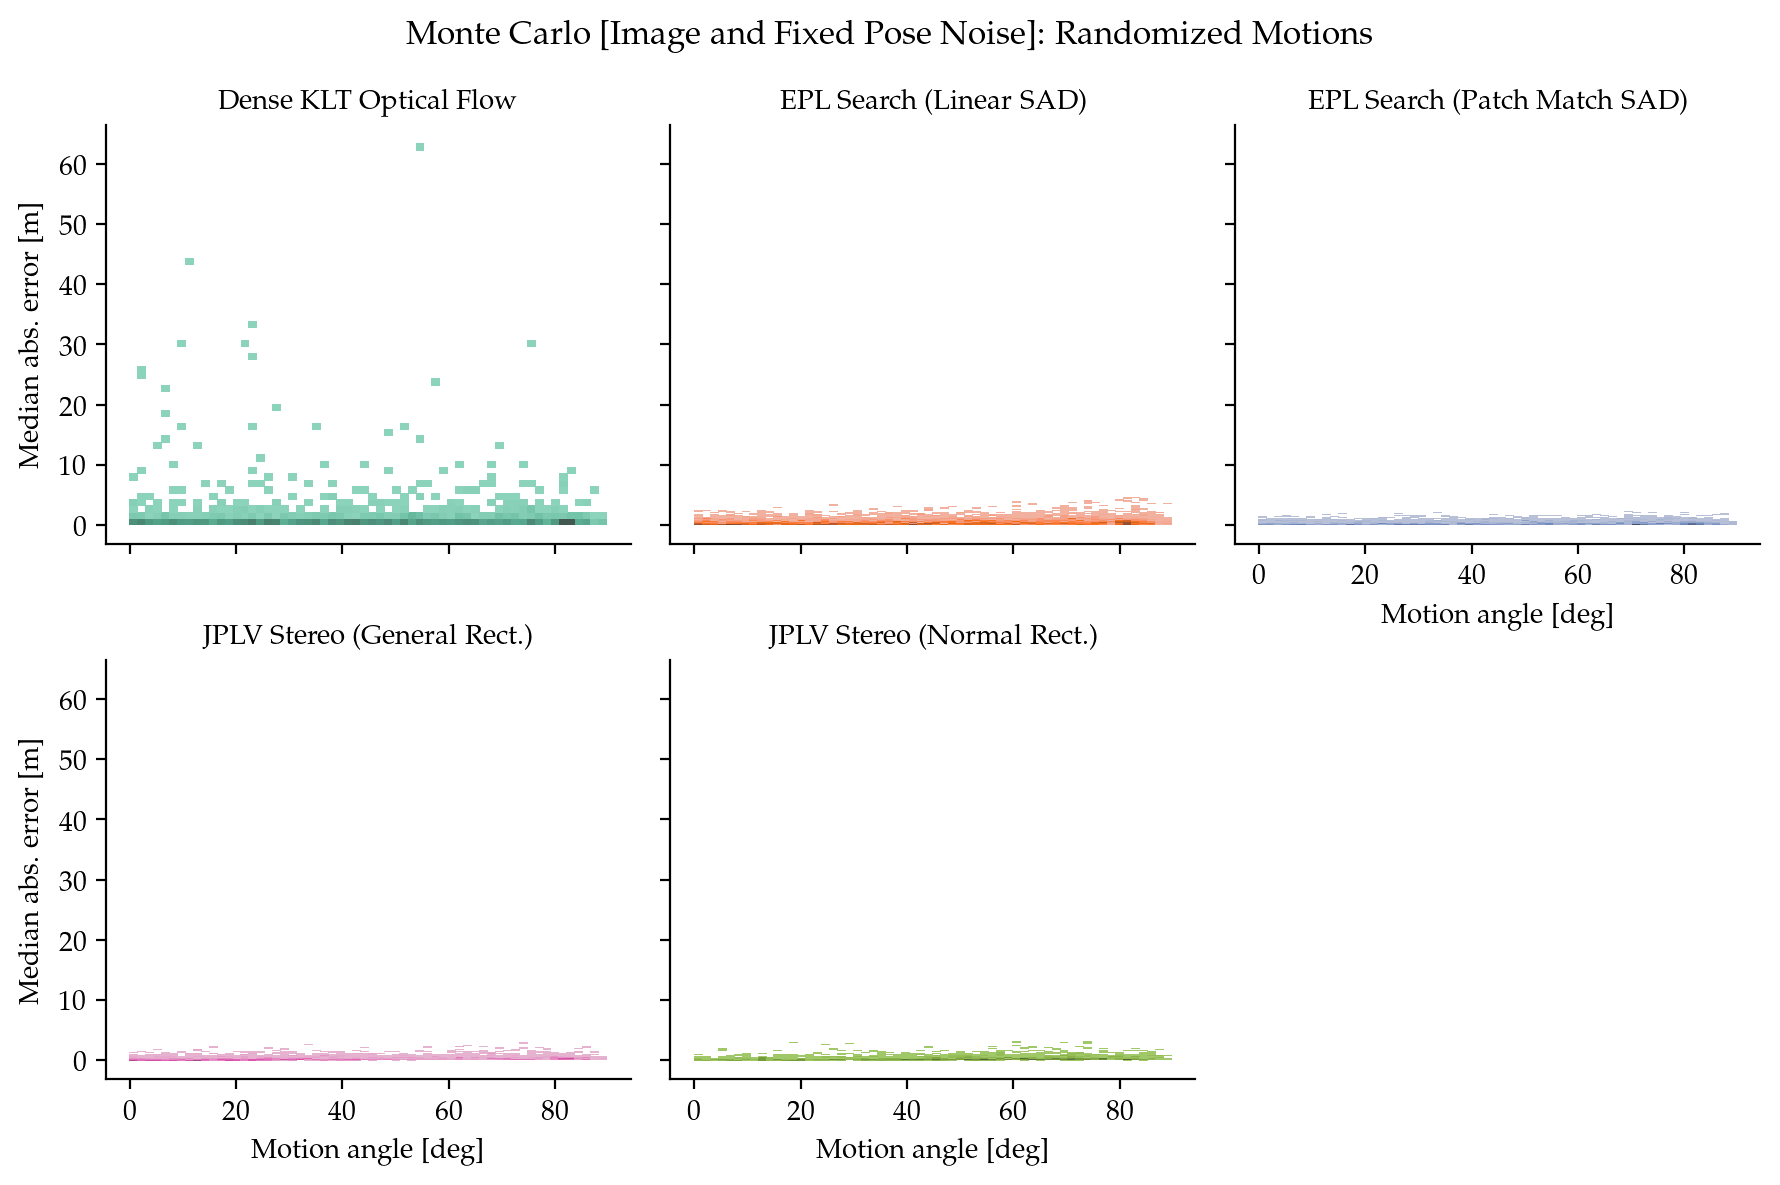 Monte Carlo [Image and Fixed Pose Noise]: Randomized Motions
Dense KLT Optical Flow
EPL Search (Linear SAD)
EPL Search (Patch Match SAD)
Median abs. error [m]
60
50
40
30
20
10
0
0 20 40 60 80
Motion angle [deg]
JPLV Stereo (General Rect.)
JPLV Stereo (Normal Rect.)
Median abs. error [m]
60
50
40
30
20
10
0
0 20 40 60 80
0 20 40 60 80
Motion angle [deg]
Motion angle [deg]